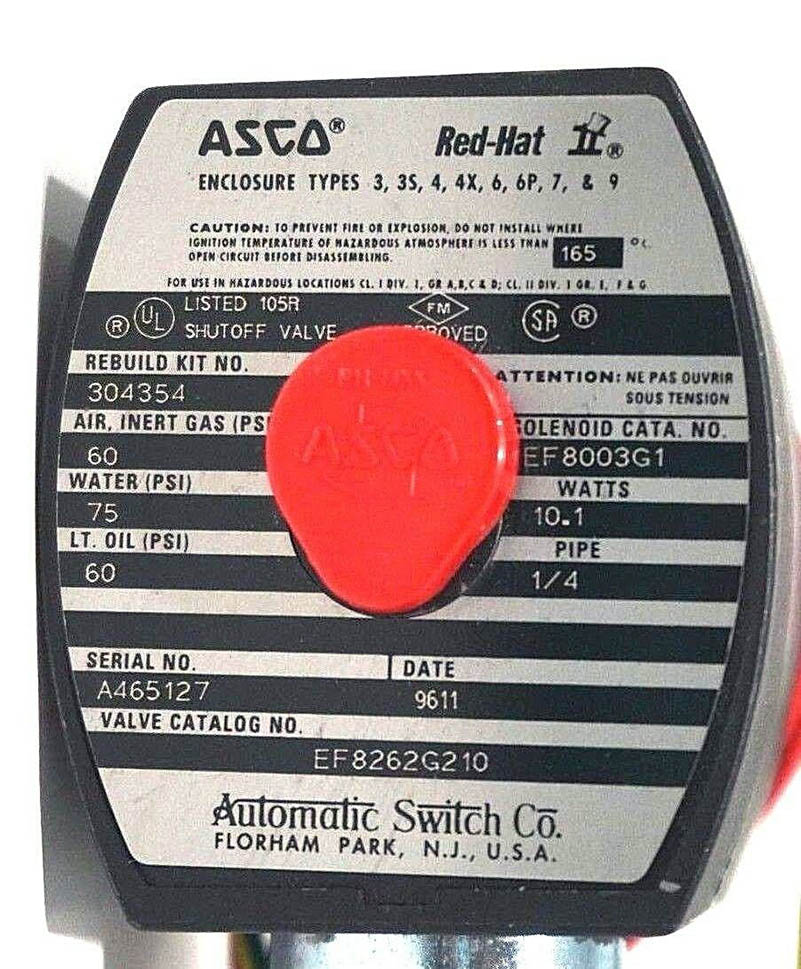 ASCO® Red-Hat II®
ENCLOSURE TYPES 3, 3S, 4, 4X, 6, 6P, 7, & 9
CAUTION: TO PREVENT FIRE OR EXPLOSION, DO NOT INSTALL WHERE
IGNITION TEMPERATURE OF HAZARDOUS ATMOSPHERE IS LESS THAN 165 °C.
OPEN CIRCUIT BEFORE DISASSEMBLING.
FOR USE IN HAZARDOUS LOCATIONS CL. I DIV. 1, GR A,B,C & D; CL. II DIV. 1 GR. E, F & G
® UL LISTED 105R FM SA ®
SHUTOFF VALVE
REBUILD KIT NO.
304354
ATTENTION: NE PAS OUVRIR
SOUS TENSION
AIR, INERT GAS (PSI
SOLENOID CATA. NO.
60 EF8003G1
ASCO
WATER (PSI) WATTS
75 10.1
LT. OIL (PSI) PIPE
60 1/4
SERIAL NO. DATE
A465127 9611
VALVE CATALOG NO.
EF8262G210
Automatic Switch Co.
FLORHAM PARK, N.J., U.S.A.